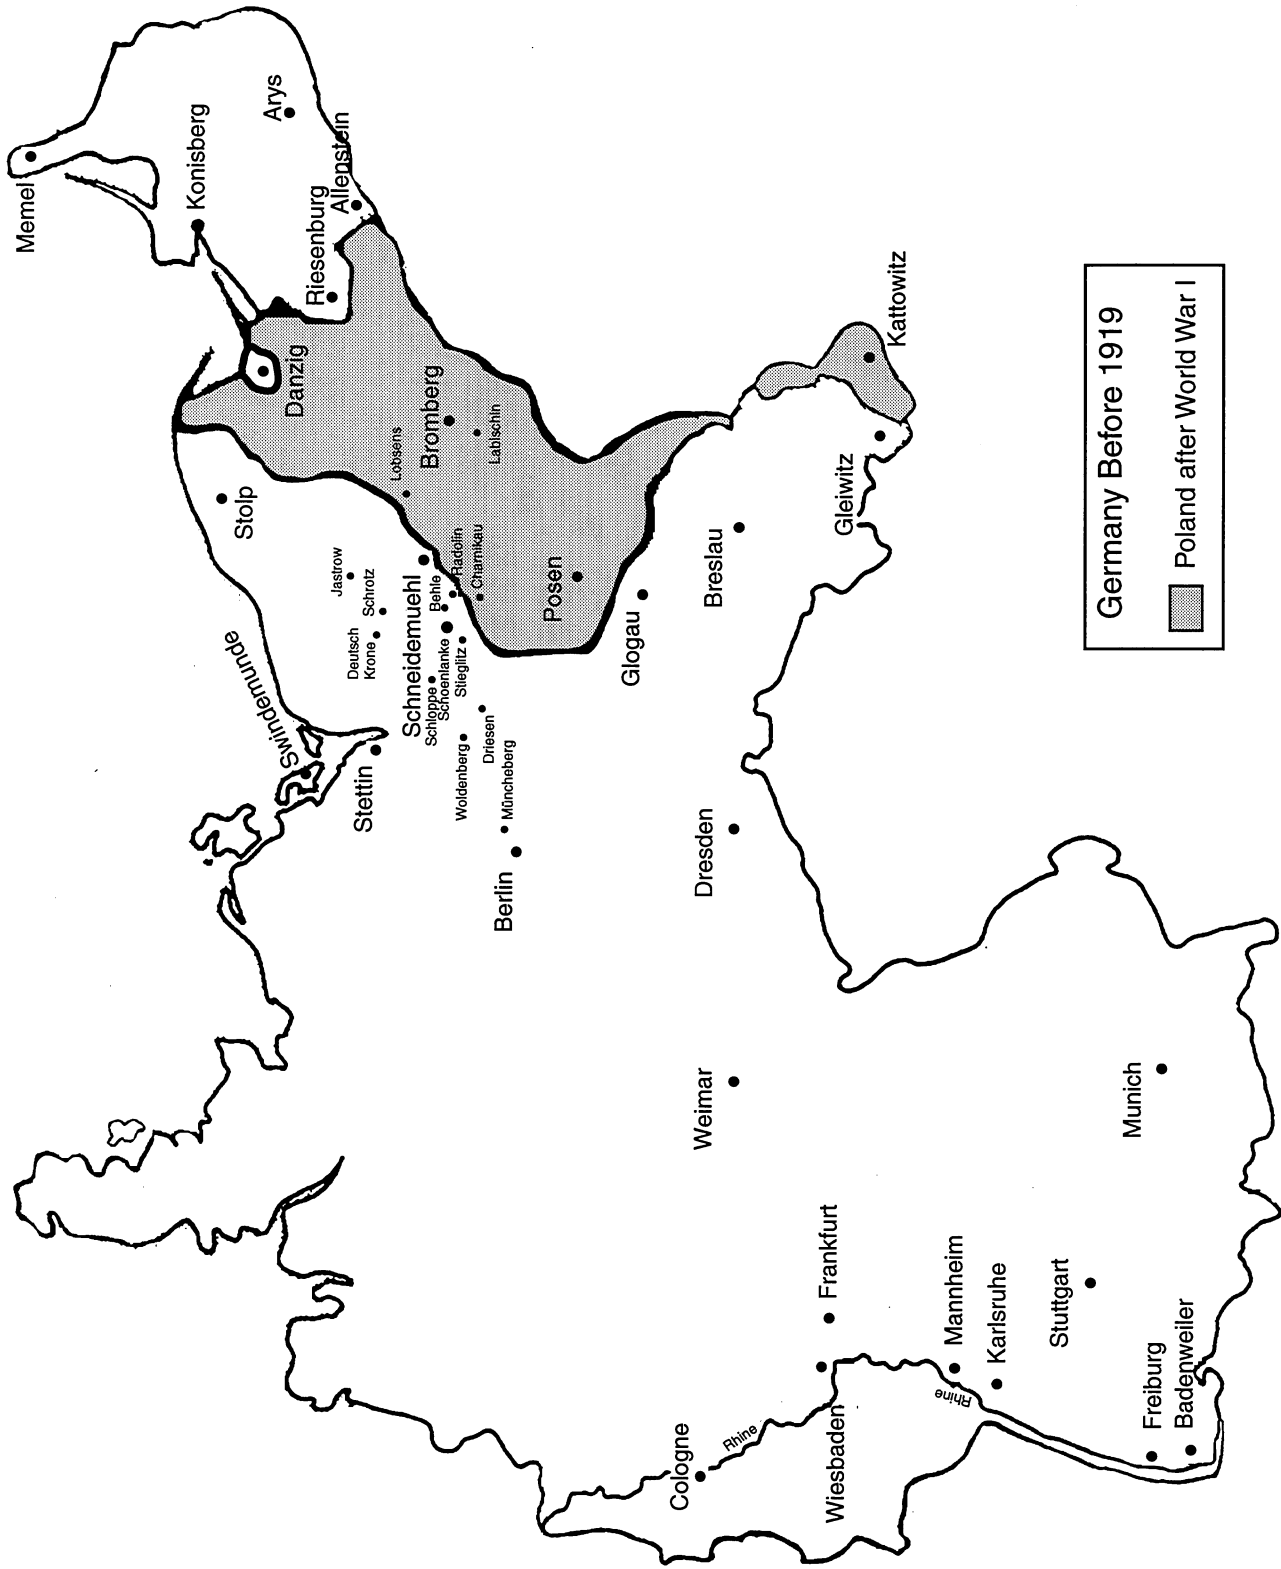 Memel
Konisberg
Arys
Allenstein
Riesenburg
Danzig
Bromberg
Lobsens
Lablschin
Stolp
Jastrow
Schrotz
Deutsch
Krone
Schneidemuehl
Behle
Radolin
Charnikau
Schloppe
Schoenlanke
Stieglitz
Driesen
Woldenberg
Müncheberg
Swindemunde
Stettin
Berlin
Posen
Glogau
Breslau
Gleiwitz
Kattowitz
Dresden
Weimar
Munich
Frankfurt
Wiesbaden
Mannheim
Karlsruhe
Stuttgart
Freiburg
Badenweiler
Cologne
Rhine
Rhine
Germany Before 1919
Poland after World War I